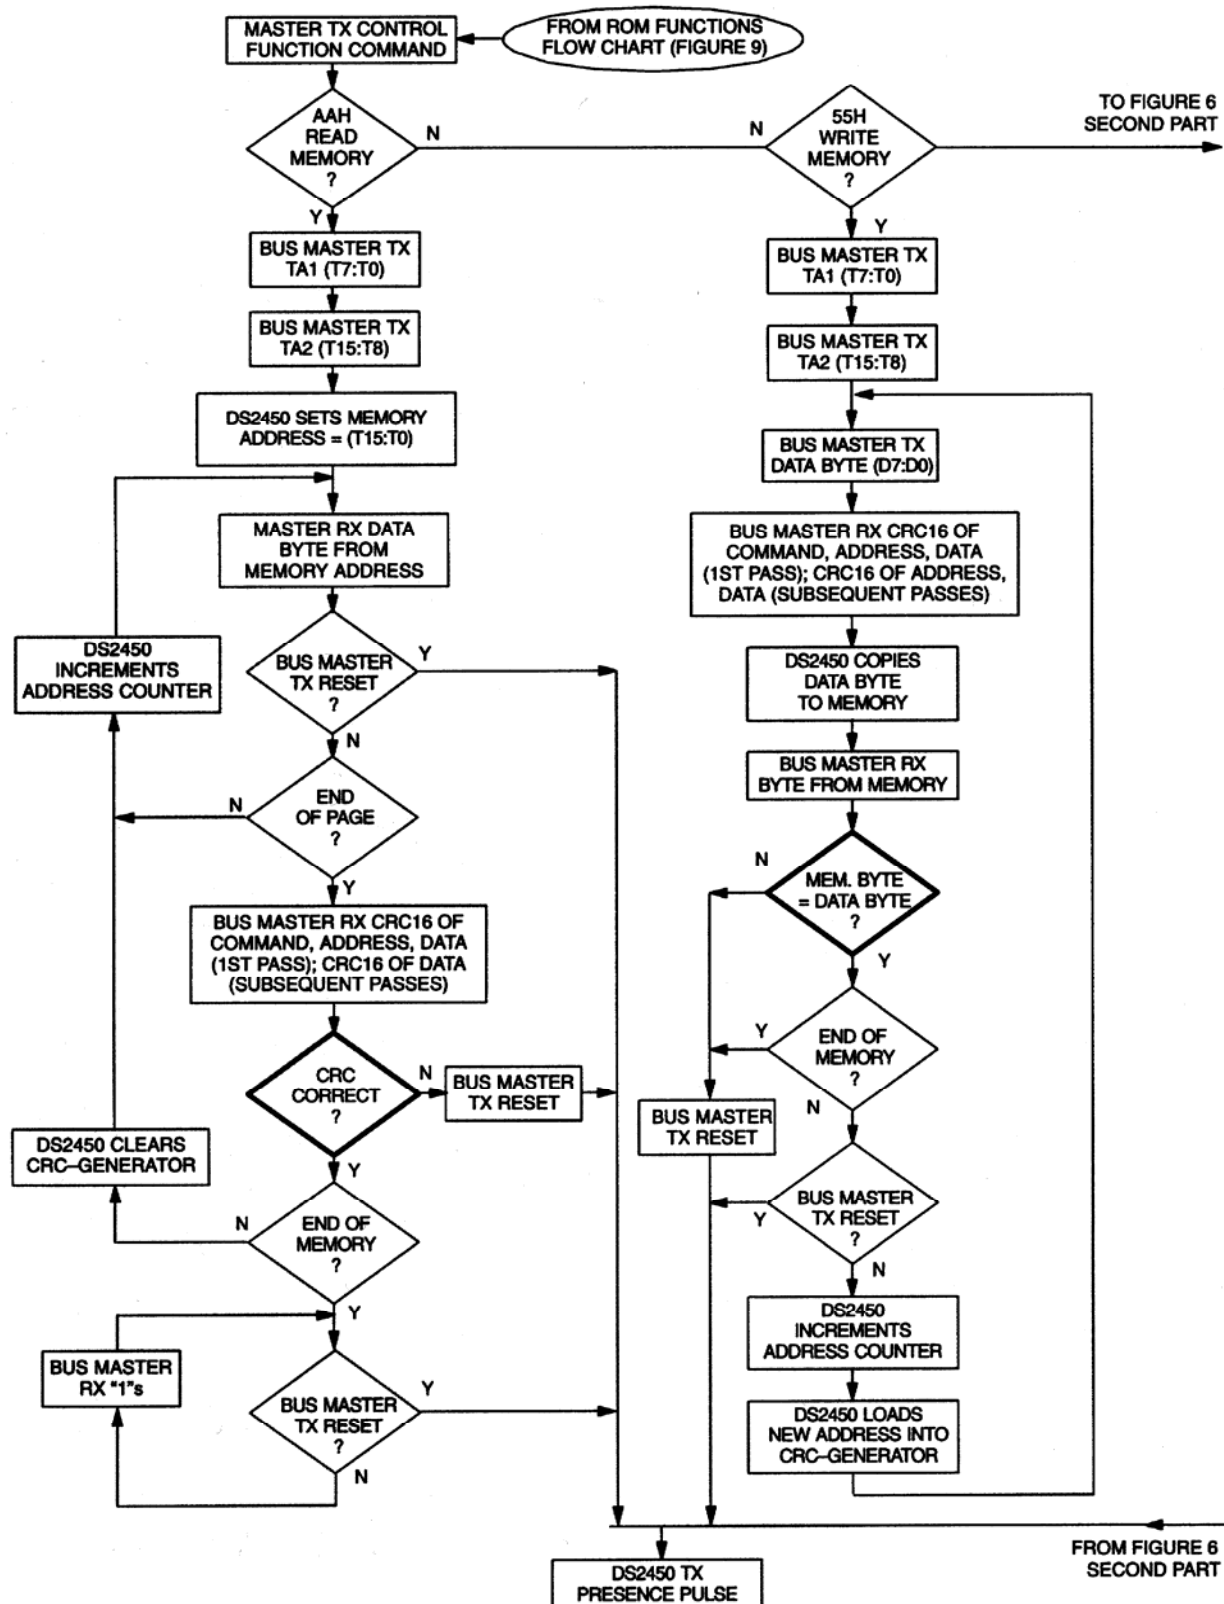 MASTER TX CONTROL
FUNCTION COMMAND
FROM ROM FUNCTIONS
FLOW CHART (FIGURE 9)
AAH
READ
MEMORY
?
N
Y
N
55H
WRITE
MEMORY
?
Y
TO FIGURE 6
SECOND PART
BUS MASTER TX
TA1 (T7:T0)
BUS MASTER TX
TA2 (T15:T8)
DS2450 SETS MEMORY
ADDRESS = (T15:T0)
MASTER RX DATA
BYTE FROM
MEMORY ADDRESS
DS2450
INCREMENTS
ADDRESS COUNTER
BUS MASTER
TX RESET
?
Y
N
END
OF PAGE
?
N
Y
BUS MASTER RX CRC16 OF
COMMAND, ADDRESS, DATA
(1ST PASS); CRC16 OF DATA
(SUBSEQUENT PASSES)
CRC
CORRECT
?
N
BUS MASTER
TX RESET
Y
DS2450 CLEARS
CRC–GENERATOR
END OF
MEMORY
?
N
Y
BUS MASTER
RX "1"s
BUS MASTER
TX RESET
?
Y
N
BUS MASTER TX
TA1 (T7:T0)
BUS MASTER TX
TA2 (T15:T8)
BUS MASTER TX
DATA BYTE (D7:D0)
BUS MASTER RX CRC16 OF
COMMAND, ADDRESS, DATA
(1ST PASS); CRC16 OF ADDRESS,
DATA (SUBSEQUENT PASSES)
DS2450 COPIES
DATA BYTE
TO MEMORY
BUS MASTER RX
BYTE FROM MEMORY
MEM. BYTE
= DATA BYTE
?
N
Y
END OF
MEMORY
?
Y
N
BUS MASTER
TX RESET
BUS MASTER
TX RESET
?
Y
N
DS2450
INCREMENTS
ADDRESS COUNTER
DS2450 LOADS
NEW ADDRESS INTO
CRC–GENERATOR
FROM FIGURE 6
SECOND PART
DS2450 TX
PRESENCE PULSE